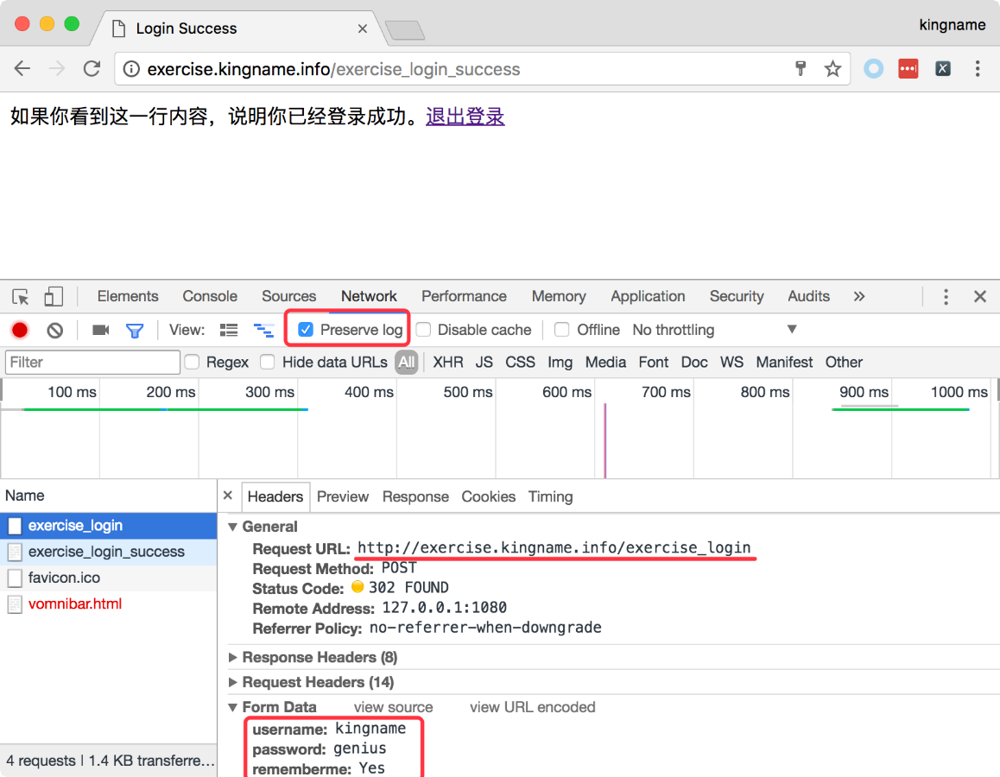 Login Success
kingname
exercise.kingname.info/exercise_login_success
如果你看到这一行内容，说明你已经登录成功。退出登录
Elements Console Sources Network Performance Memory Application Security Audits »
View: Preserve log Disable cache Offline No throttling
Filter Regex Hide data URLs All XHR JS CSS Img Media Font Doc WS Manifest Other
100 ms 200 ms 300 ms 400 ms 500 ms 600 ms 700 ms 800 ms 900 ms 1000 ms
Name
exercise_login
exercise_login_success
favicon.ico
vomnibar.html
4 requests | 1.4 KB transferre...
Headers Preview Response Cookies Timing
General
Request URL: http://exercise.kingname.info/exercise_login
Request Method: POST
Status Code: 302 FOUND
Remote Address: 127.0.0.1:1080
Referrer Policy: no-referrer-when-downgrade
Response Headers (8)
Request Headers (14)
Form Data view source view URL encoded
username: kingname
password: genius
rememberme: Yes